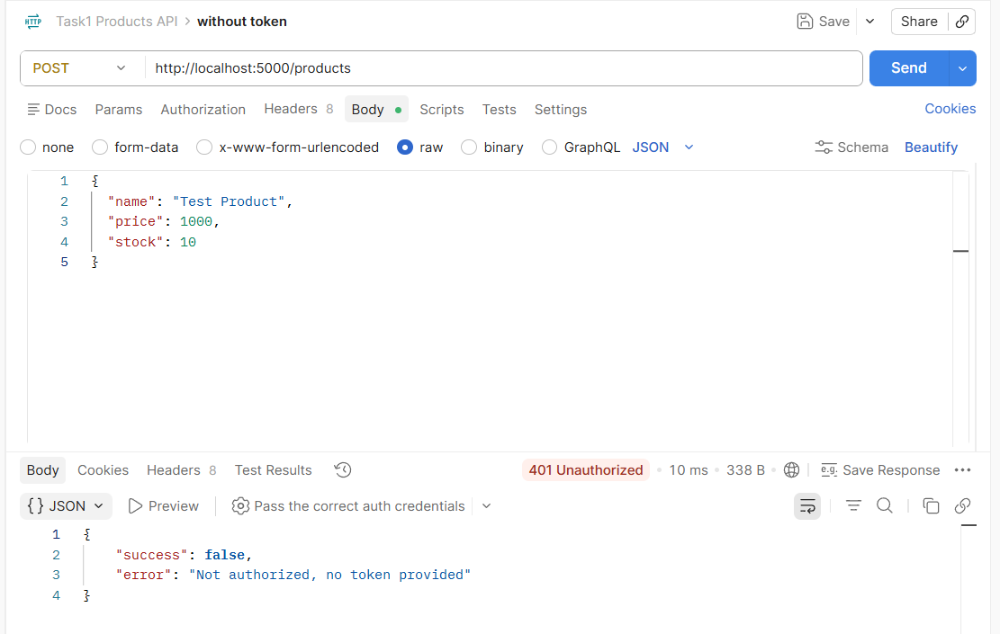 HTTP Task1 Products API > without token Save Share
POST http://localhost:5000/products Send
Docs Params Authorization Headers 8 Body Scripts Tests Settings Cookies
none form-data x-www-form-urlencoded raw binary GraphQL JSON Schema Beautify
1 {
2 "name": "Test Product",
3 "price": 1000,
4 "stock": 10
5 }
Body Cookies Headers 8 Test Results 401 Unauthorized • 10 ms • 338 B • e.g. Save Response
{} JSON Preview Pass the correct auth credentials
1 {
2 "success": false,
3 "error": "Not authorized, no token provided"
4 }